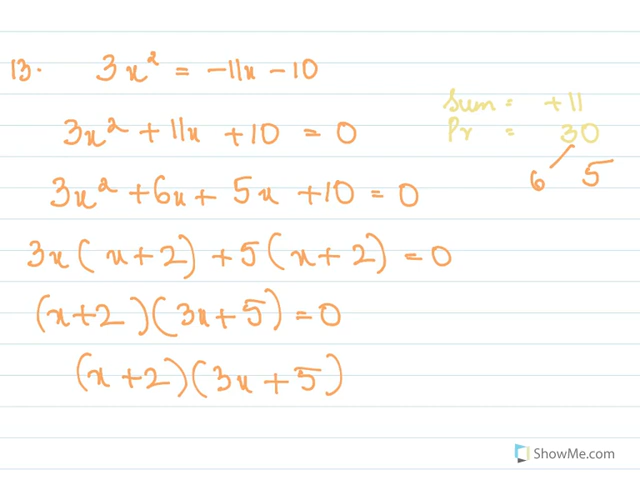 13. 3x² = -11x - 10
Sum = +11
3x² + 11x + 10 = 0
Pr = 30
6 5
3x² + 6x + 5x + 10 = 0
3x(x+2) + 5(x+2) = 0
(x+2)(3x+5) = 0
(x+2)(3x+5)
ShowMe.com